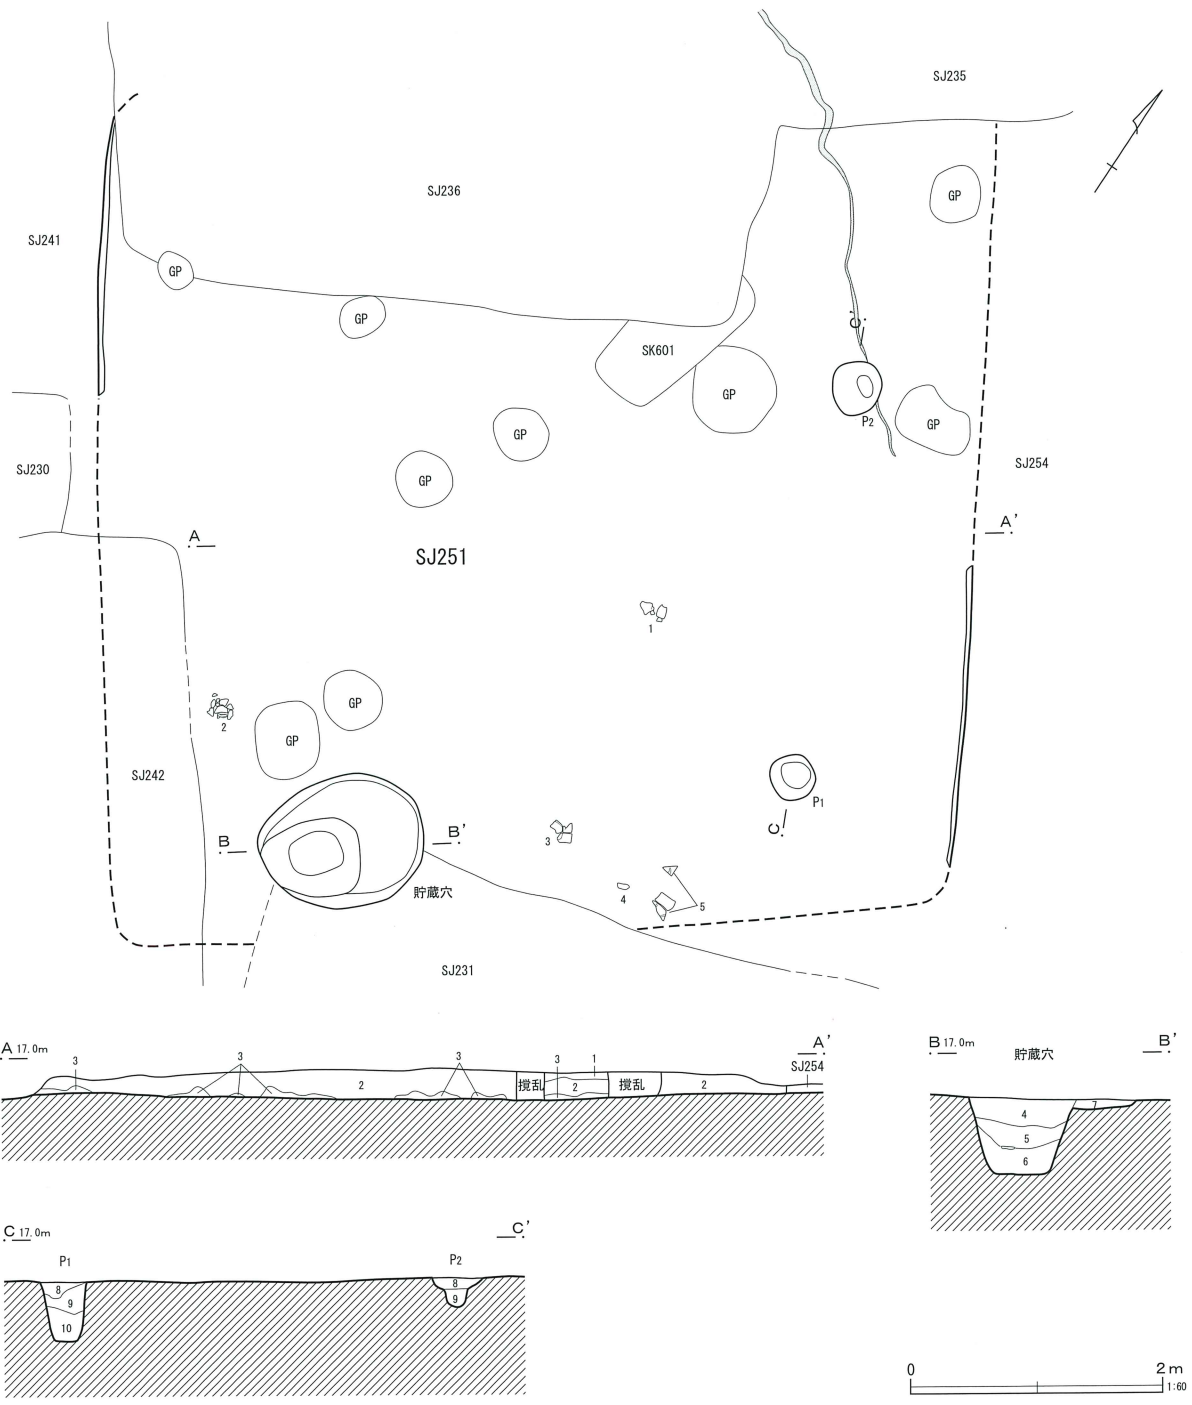 SJ235
SJ236
GP
SJ241
GP
GP
C'
SK601
GP
P2
GP
GP
SJ254
SJ230
GP
A
A'
SJ251
1
2
GP
GP
SJ242
P1
C
B
B'
3
貯蔵穴
4
5
SJ231
A 17.0m
A'
3
3
3
3
1
SJ254
2
撹乱
2
撹乱
2
B 17.0m
B'
貯蔵穴
4
7
5
6
C 17.0m
C'
P1
P2
8
9
10
8
9
0
2m
1:60